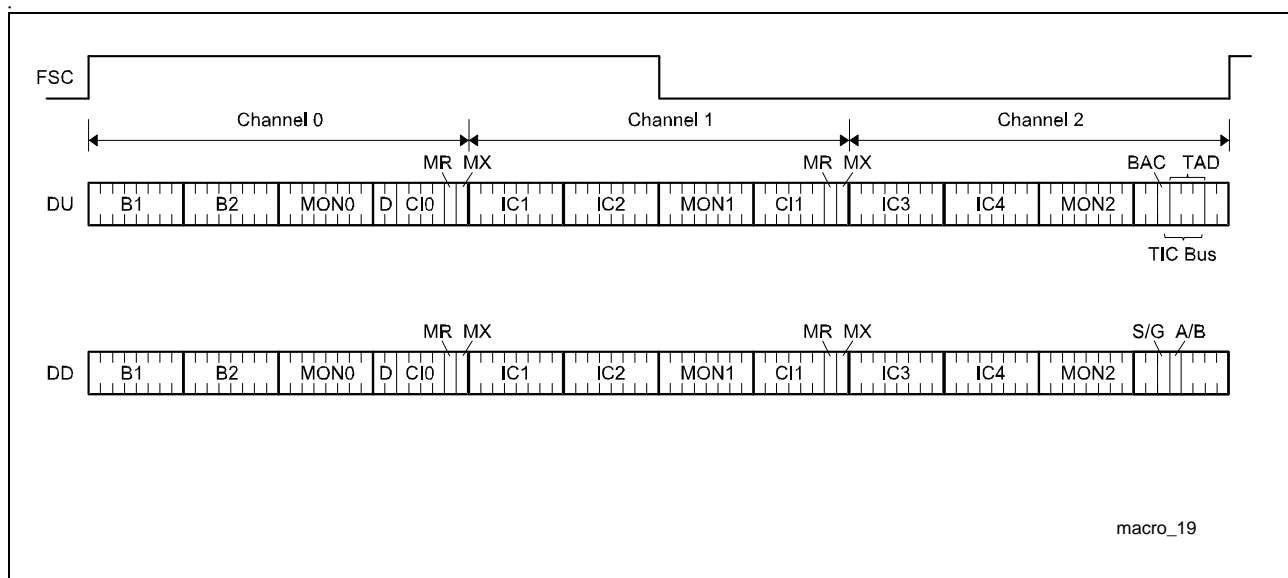 FSC
Channel 0 Channel 1 Channel 2
MR MX MR MX BAC TAD
DU B1 B2 MON0 D CI0 IC1 IC2 MON1 CI1 IC3 IC4 MON2
TIC Bus
MR MX MR MX S/G A/B
DD B1 B2 MON0 D CI0 IC1 IC2 MON1 CI1 IC3 IC4 MON2
macro_19